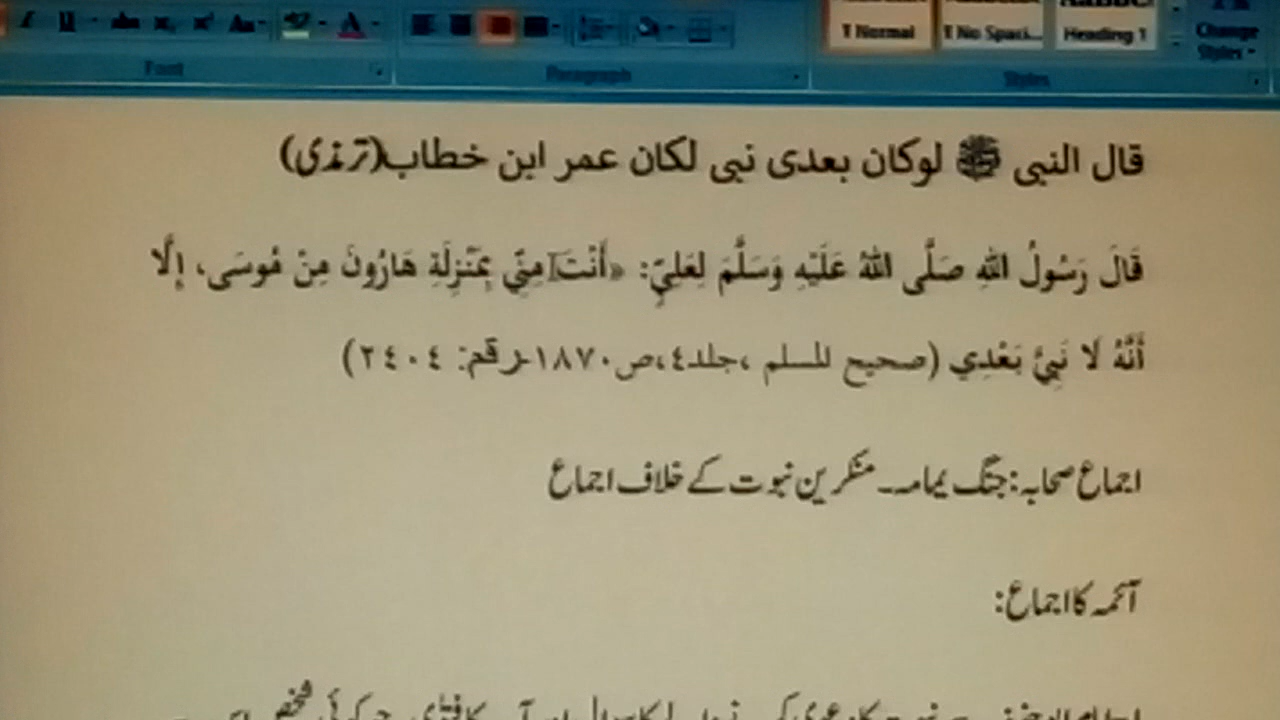 Font
Paragraph
Styles
Normal
No Spaci...
Heading 1
Change Styles
قال النبی ﷺ لوکان بعدی نبی لکان عمر ابن خطاب(ترمذی)
قَالَ رَسُولُ اللهِ صَلَّى اللهُ عَلَيْهِ وَسَلَّمَ لِعَلِيٍّ: «أَنْتَ مِنِّي بِمَنْزِلَةِ هَارُونَ مِنْ مُوسَى، إِلَّا
أَنَّهُ لَا نَبِيَّ بَعْدِي (صحیح للمسلم ،جلد٤،ص١٨٧٠۔رقم: ٢٤٠٤)
اجماع صحابہ: جنگ یمامہ۔ منکرین نبوت کے خلاف اجماع
آئمہ کا اجماع: